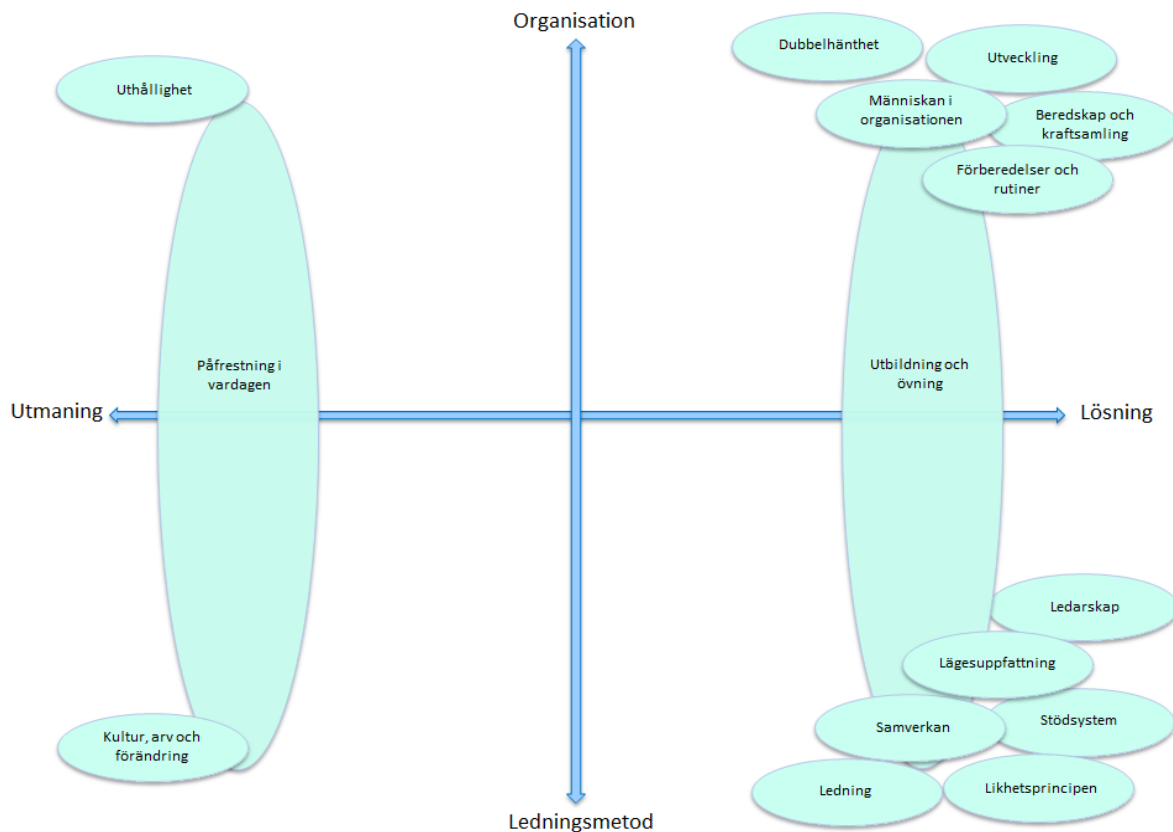 Organisation
Dubbelhänthet
Utveckling
Uthållighet
Människan i
organisationen
Beredskap och
kraftsamling
Förberedelser och
rutiner
Påfrestning i
vardagen
Utbildning och
övning
Utmaning
Lösning
Ledarskap
Lägesuppfattning
Samverkan
Stödsystem
Kultur, arv och
förändring
Ledning
Likhetsprincipen
Ledningsmetod